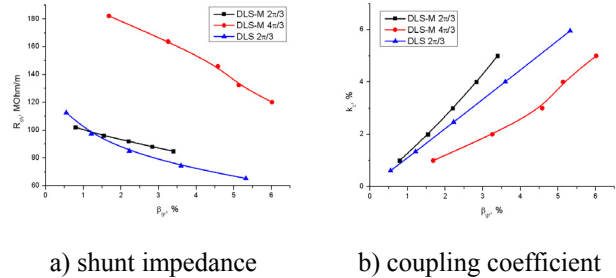 DLS-M 2π/3
DLS-M 4π/3
DLS 2π/3
180
160
140
120
100
80
60
0 1 2 3 4 5 6
R_sh, MOhm/m
β_gr, %
a) shunt impedance
DLS-M 2π/3
DLS-M 4π/3
DLS 2π/3
6
4
2
0
0 1 2 3 4 5 6
k_c, %
β_gr, %
b) coupling coefficient